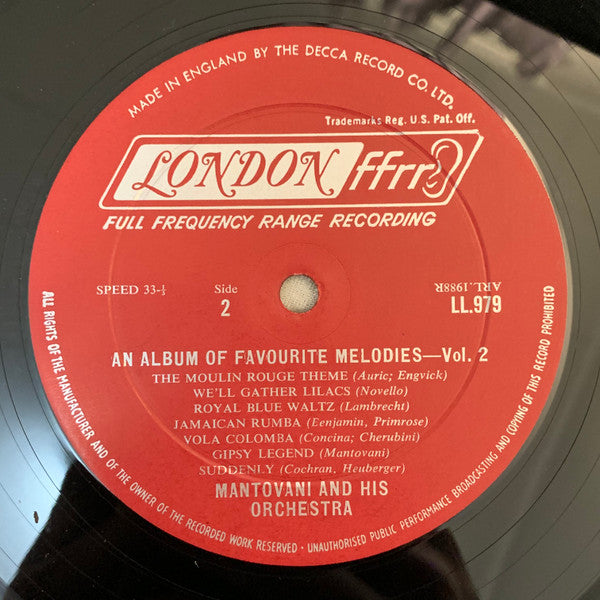 MADE IN ENGLAND BY THE DECCA RECORD CO. LTD.
Trademarks Reg. U.S. Pat. Off.
LONDON ffrr
FULL FREQUENCY RANGE RECORDING
SPEED 33-⅓
Side
2
ARL.1988R
LL.979
AN ALBUM OF FAVOURITE MELODIES—Vol. 2
THE MOULIN ROUGE THEME (Auric; Engvick)
WE'LL GATHER LILACS (Novello)
ROYAL BLUE WALTZ (Lambrecht)
JAMAICAN RUMBA (Eenjamin, Primrose)
VOLA COLOMBA (Concina; Cherubini)
GIPSY LEGEND (Mantovani)
SUDDENLY (Cochran, Heuberger)
MANTOVANI AND HIS
ORCHESTRA
ALL RIGHTS OF THE MANUFACTURER AND OF THE OWNER OF THE RECORDED WORK RESERVED - UNAUTHORISED PUBLIC PERFORMANCE BROADCASTING AND COPYING OF THIS RECORD PROHIBITED